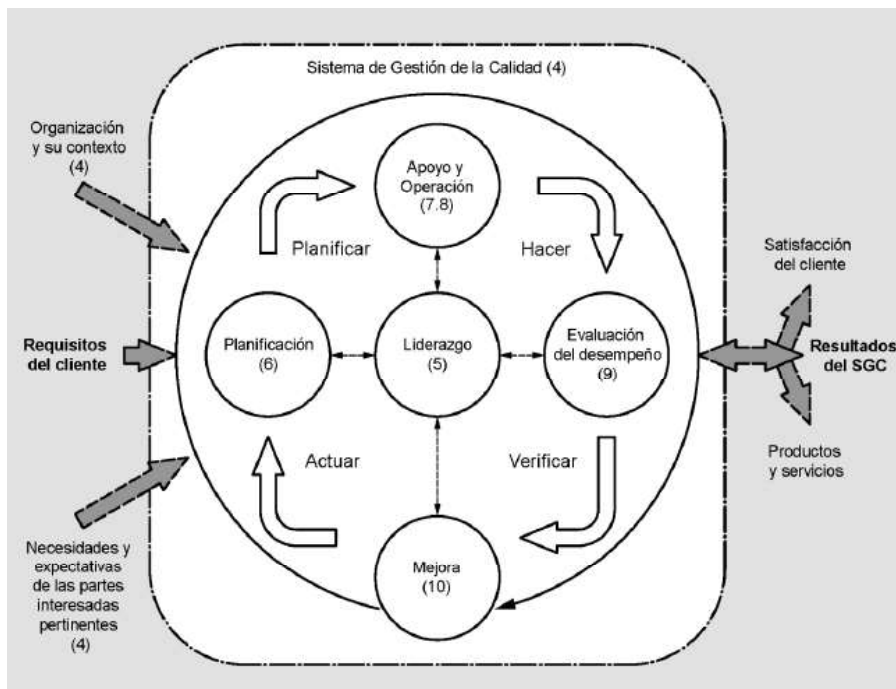 Sistema de Gestión de la Calidad (4)
Organización
y su contexto
(4)
Apoyo y
Operación
(7.8)
Planificar
Hacer
Satisfacción
del cliente
Requisitos
del cliente
Planificación
(6)
Liderazgo
(5)
Evaluación
del desempeño
(9)
Resultados
del SGC
Actuar
Verificar
Productos
y servicios
Necesidades y
expectativas
de las partes
interesadas
pertinentes
(4)
Mejora
(10)